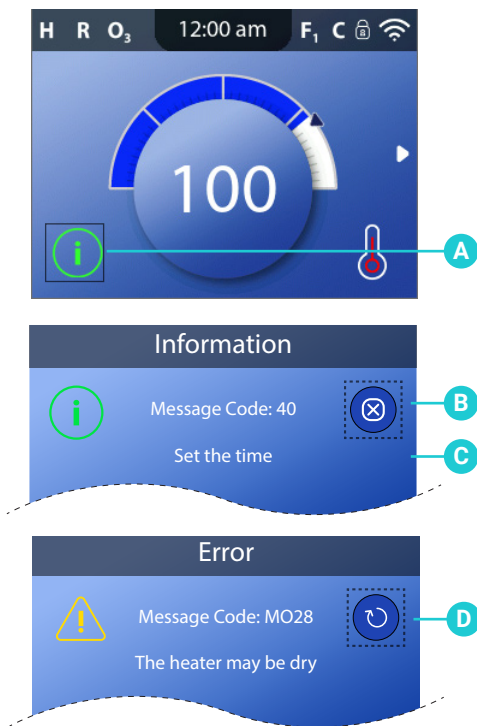 H R O₃ 12:00 am F₁ C 8
100
i
A
Information
i
Message Code: 40
B
Set the time
C
Error
!
Message Code: MO28
D
The heater may be dry